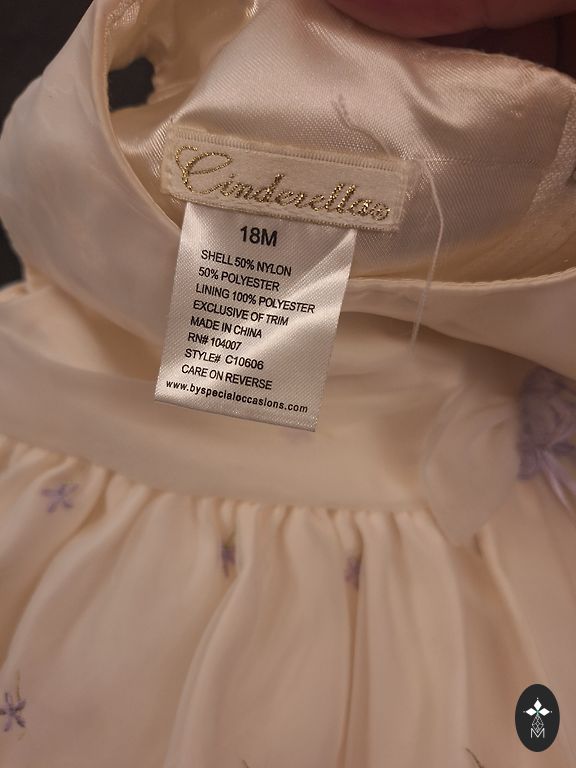 Cinderella
18M
SHELL 50% NYLON
50% POLYESTER
LINING 100% POLYESTER
EXCLUSIVE OF TRIM
MADE IN CHINA
RN# 104007
STYLE# C10606
CARE ON REVERSE
www.byspecialoccasions.com
M